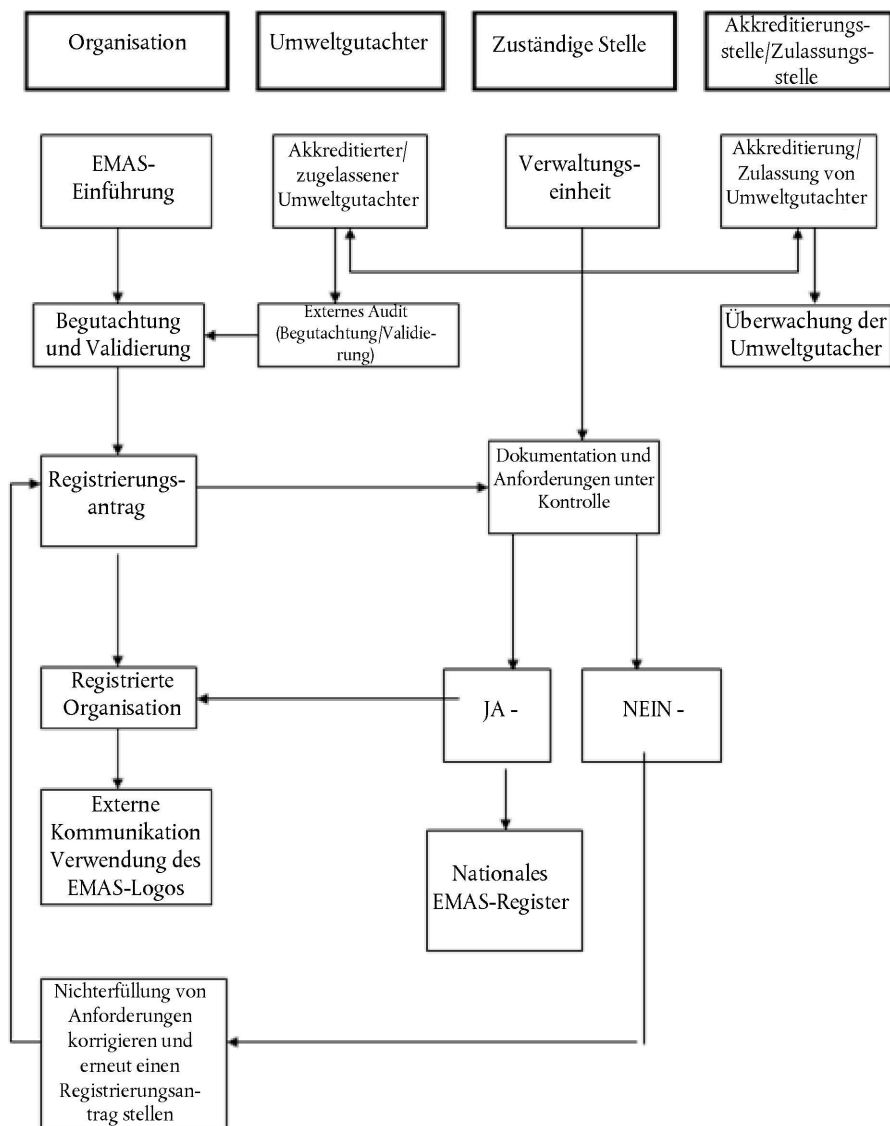 Organisation
Umweltgutachter
Zuständige Stelle
Akkreditierungs-
stelle/Zulassungs-
stelle
EMAS-
Einführung
Akkreditierter/
zugelassener
Umweltgutachter
Verwaltungs-
einheit
Akkreditierung/
Zulassung von
Umweltgutachter
Begutachtung
und Validierung
Externes Audit
(Begutachtung/Validie-
rung)
Überwachung der
Umweltgutacher
Registrierungs-
antrag
Dokumentation und
Anforderungen unter
Kontrolle
Registrierte
Organisation
JA -
NEIN -
Externe
Kommunikation
Verwendung des
EMAS-Logos
Nationales
EMAS-Register
Nichterfüllung von
Anforderungen
korrigieren und
erneut einen
Registrierungsan-
trag stellen